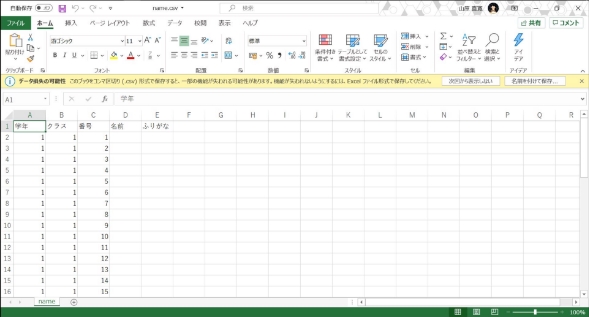 自動保存 オフ name.csv 検索
ファイル ホーム 挿入 ページ レイアウト 数式 データ 校閲 表示 ヘルプ 共有 コメント
貼り付け 游ゴシック 11 A^ A˅ 標準 条件付き テーブルとして セルの 挿入 並べ替えと 検索と アイデア
B I U A % 書式 書式設定 スタイル 削除 フィルター 選択
書式
クリップボード フォント 配置 数値 スタイル セル 編集 アイデア
データ損失の可能性 このブックをコンマ区切り (.csv) 形式で保存すると、一部の機能が失われる可能性があります。機能が失われないようにするには、Excel ファイル形式で保存してください。 次回から表示しない 名前を付けて保存...
A1 fx 学年
A B C D E F G H I J K L M N O P Q R
1 学年 クラス 番号 名前 ふりがな
2 1 1 1
3 1 1 2
4 1 1 3
5 1 1 4
6 1 1 5
7 1 1 6
8 1 1 7
9 1 1 8
10 1 1 9
11 1 1 10
12 1 1 11
13 1 1 12
14 1 1 13
15 1 1 14
16 1 1 15
name
100%